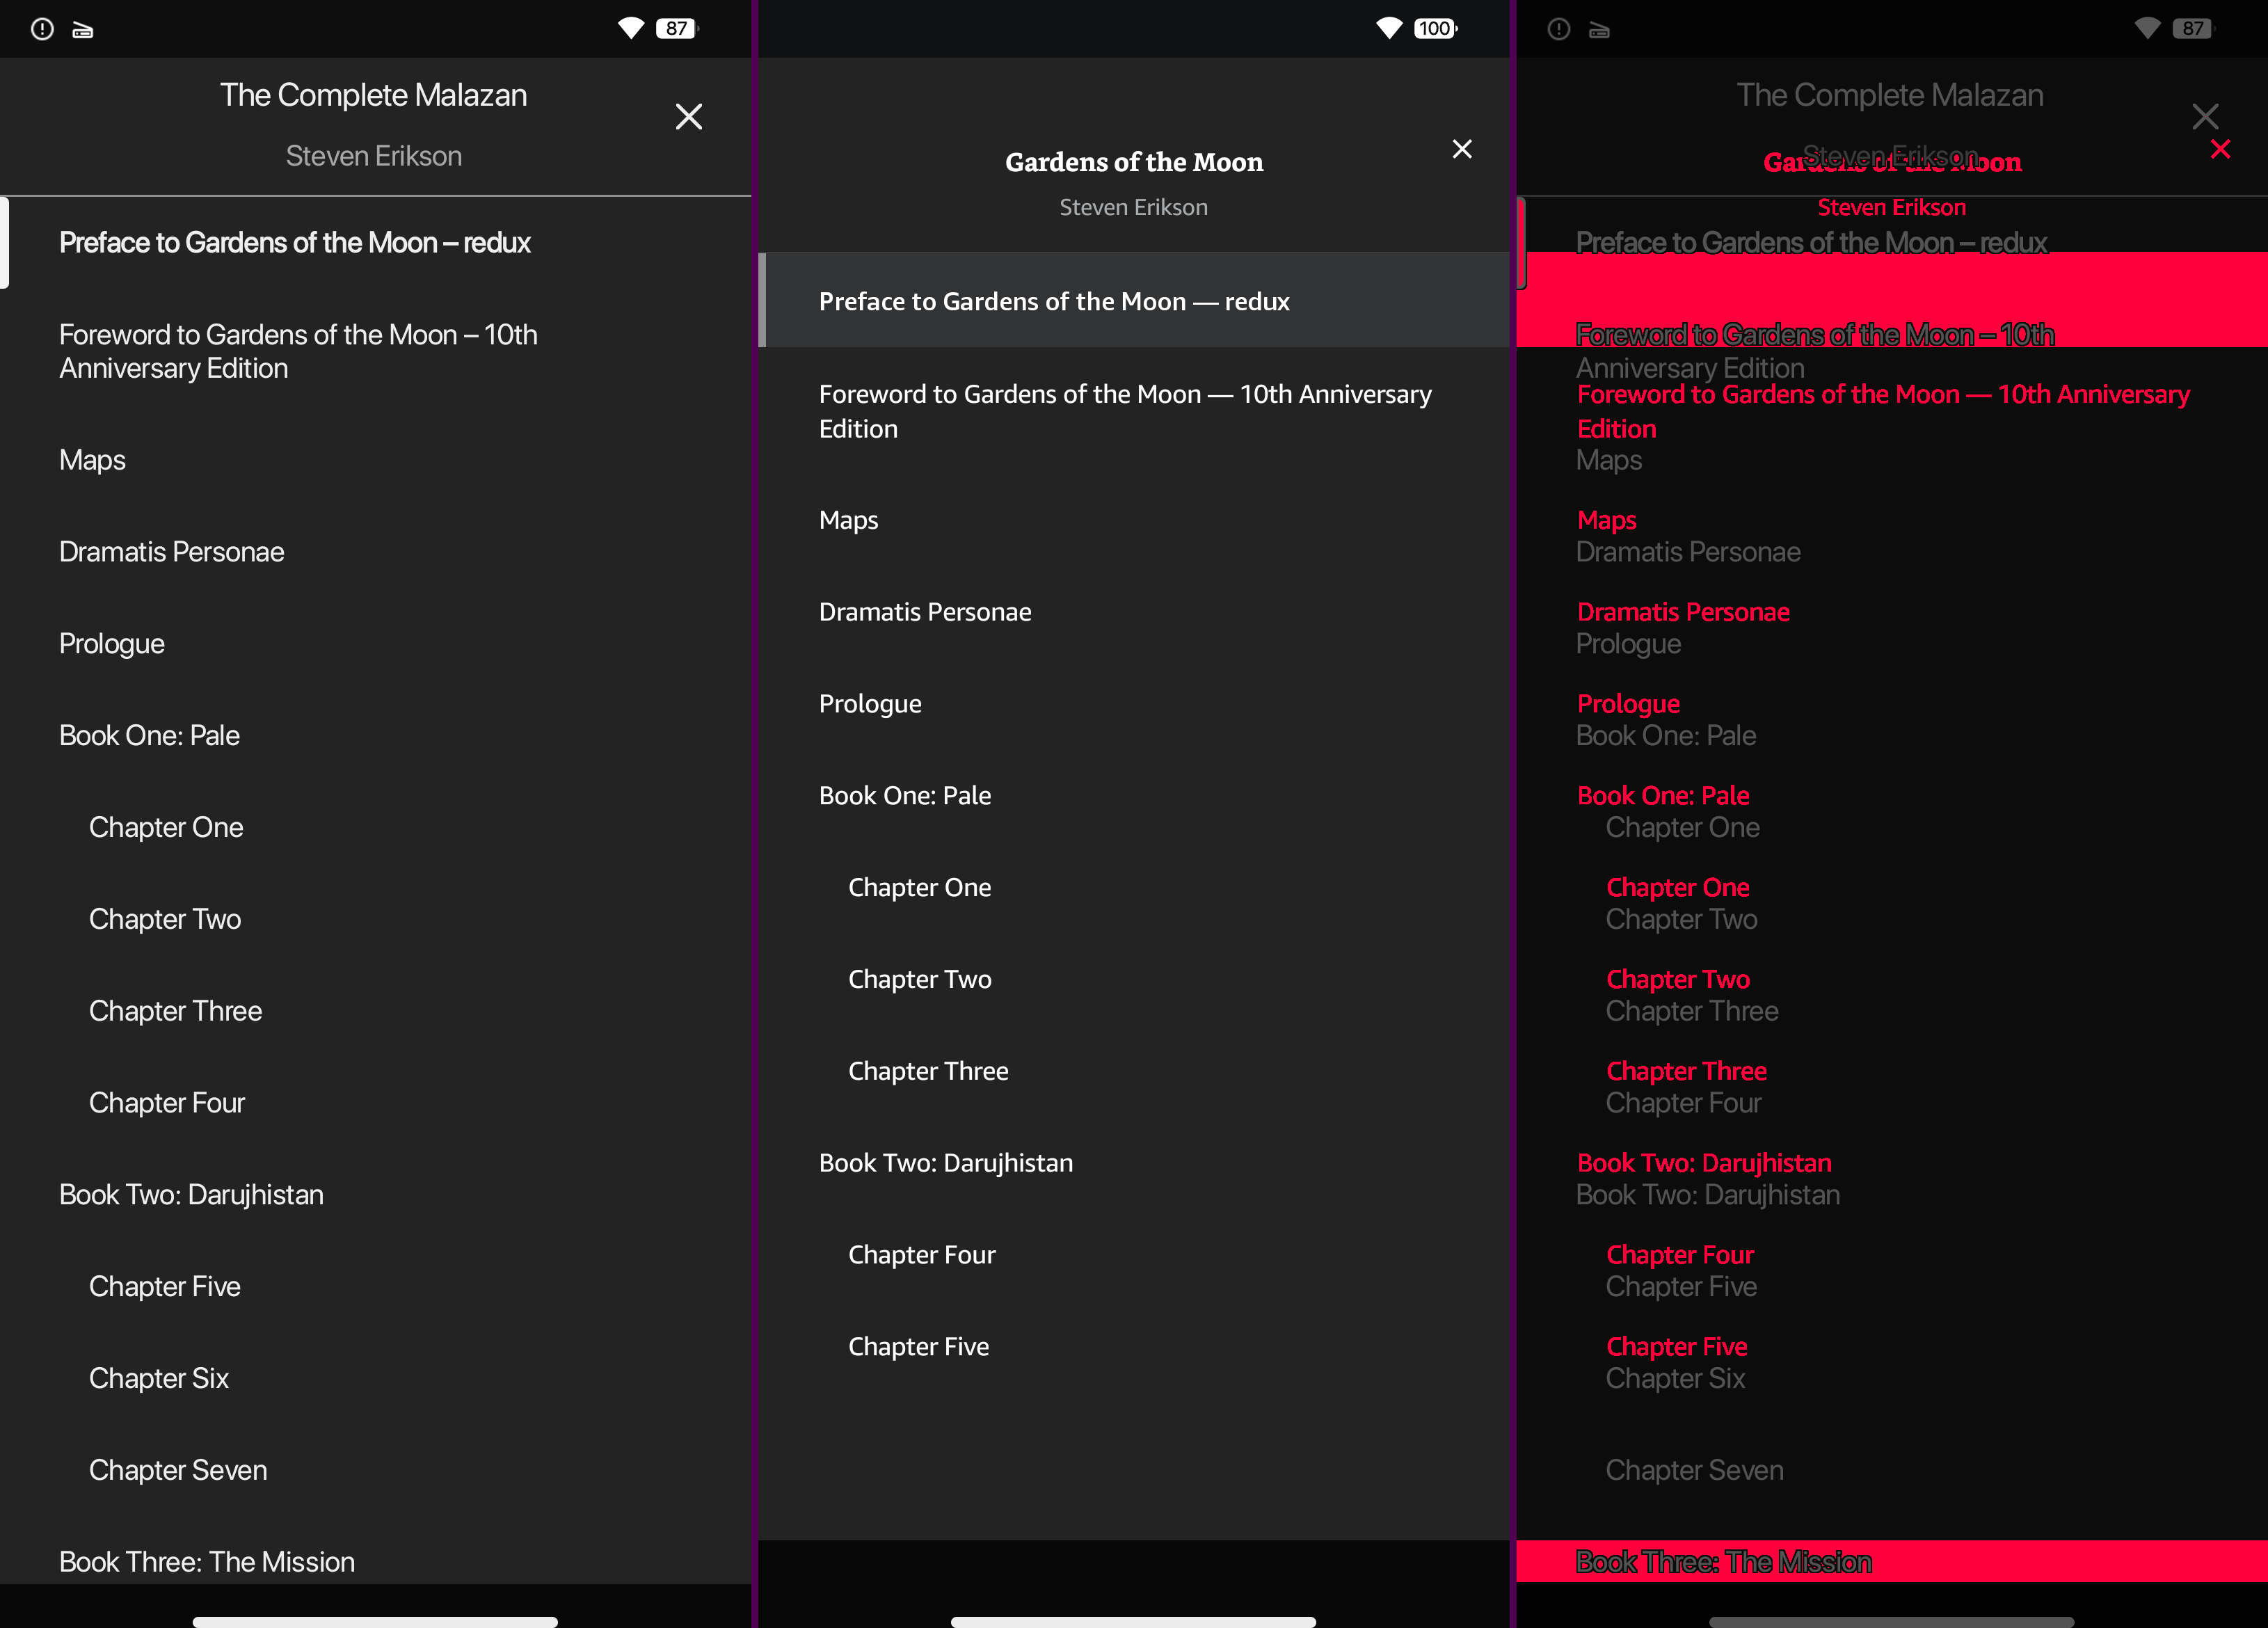 87
The Complete Malazan
Steven Erikson
Preface to Gardens of the Moon – redux
Foreword to Gardens of the Moon – 10th
Anniversary Edition
Maps
Dramatis Personae
Prologue
Book One: Pale
Chapter One
Chapter Two
Chapter Three
Chapter Four
Book Two: Darujhistan
Chapter Five
Chapter Six
Chapter Seven
Book Three: The Mission
100
Gardens of the Moon
Steven Erikson
Preface to Gardens of the Moon — redux
Foreword to Gardens of the Moon — 10th Anniversary
Edition
Maps
Dramatis Personae
Prologue
Book One: Pale
Chapter One
Chapter Two
Chapter Three
Book Two: Darujhistan
Chapter Four
Chapter Five
87
The Complete Malazan
Steven Erikson
Gardens of the Moon
Steven Erikson
Preface to Gardens of the Moon – redux
Foreword to Gardens of the Moon – 10th
Anniversary Edition
Foreword to Gardens of the Moon — 10th Anniversary
Edition
Maps
Maps
Dramatis Personae
Dramatis Personae
Prologue
Prologue
Book One: Pale
Book One: Pale
Chapter One
Chapter One
Chapter Two
Chapter Two
Chapter Three
Chapter Three
Chapter Four
Book Two: Darujhistan
Book Two: Darujhistan
Chapter Four
Chapter Five
Chapter Five
Chapter Six
Chapter Seven
Book Three: The Mission